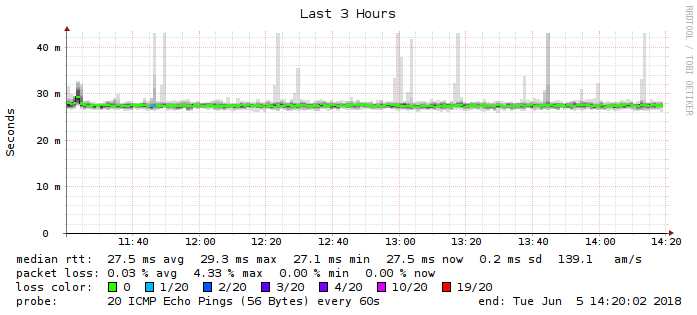 Last 3 Hours
RRDTOOL / TOBI OETIKER
Seconds
40 m
30 m
20 m
10 m
0
11:40 12:00 12:20 12:40 13:00 13:20 13:40 14:00 14:20
median rtt: 27.5 ms avg 29.3 ms max 27.1 ms min 27.5 ms now 0.2 ms sd 139.1 am/s
packet loss: 0.03 % avg 4.33 % max 0.00 % min 0.00 % now
loss color: 0 1/20 2/20 3/20 4/20 10/20 19/20
probe: 20 ICMP Echo Pings (56 Bytes) every 60s end: Tue Jun 5 14:20:02 2018